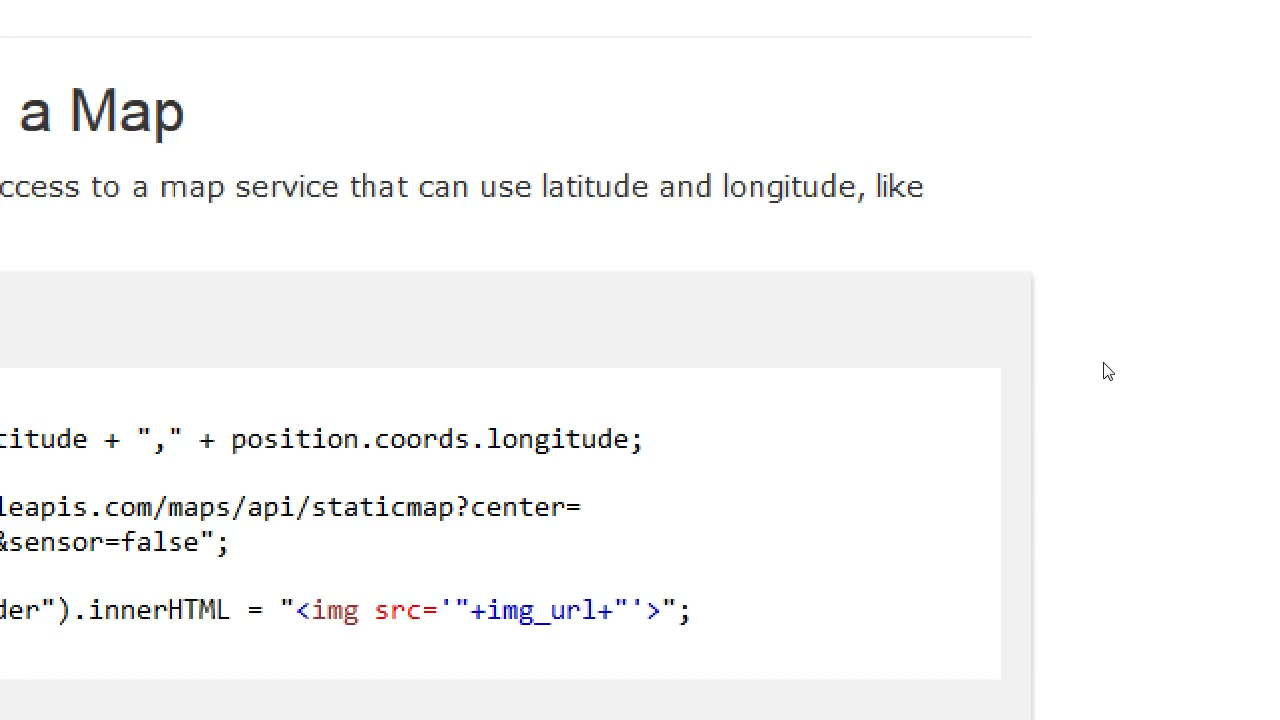 a Map
ccess to a map service that can use latitude and longitude, like
titude + "," + position.coords.longitude;
leapis.com/maps/api/staticmap?center=
&sensor=false";
der").innerHTML = "<img src='"+img_url+"'>";